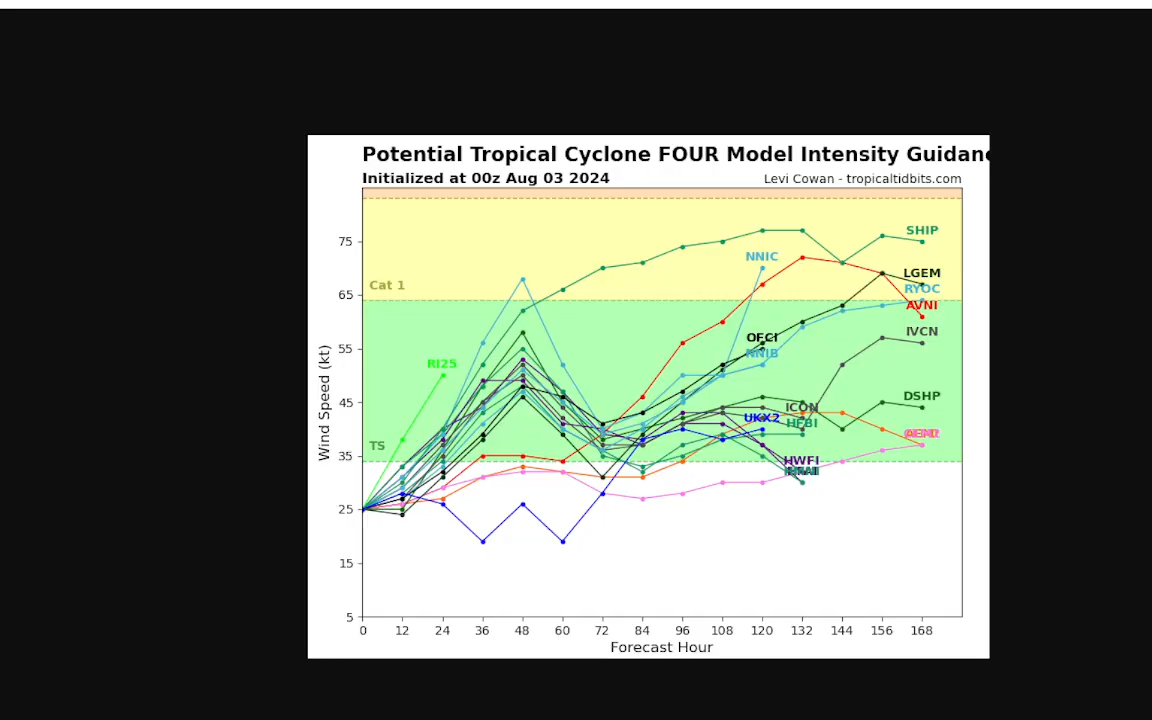 Potential Tropical Cyclone FOUR Model Intensity Guidanc
Initialized at 00z Aug 03 2024
Levi Cowan - tropicaltidbits.com
SHIP
75
NNIC
LGEM
Cat 1
RYOC
65
AVNI
IVCN
OFCI
55
NNIB
RI25
DSHP
45
ICON
UKX2
HFBI
TS
35
HWFI
25
15
5
0 12 24 36 48 60 72 84 96 108 120 132 144 156 168
Wind Speed (kt)
Forecast Hour